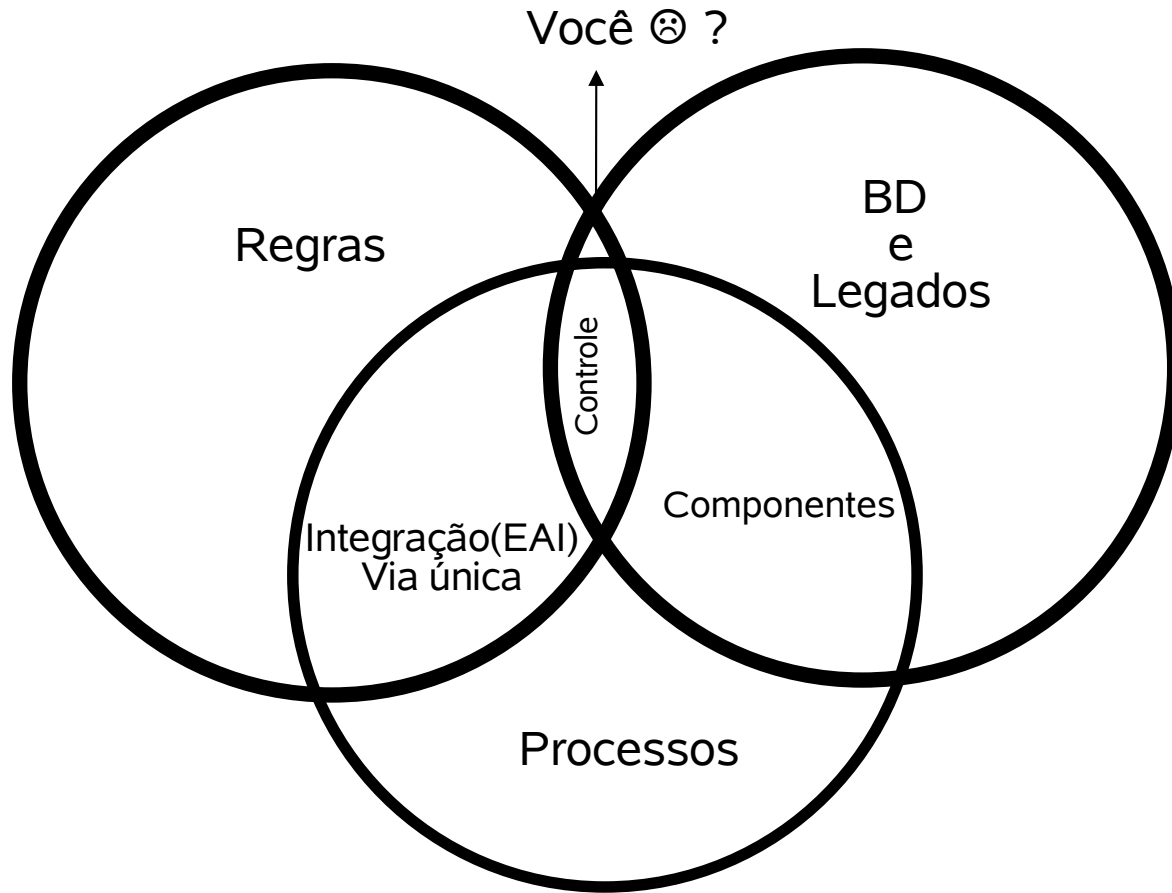 Você ☹ ?
BD
e
Legados
Regras
Controle
Componentes
Integração(EAI)
Via única
Processos